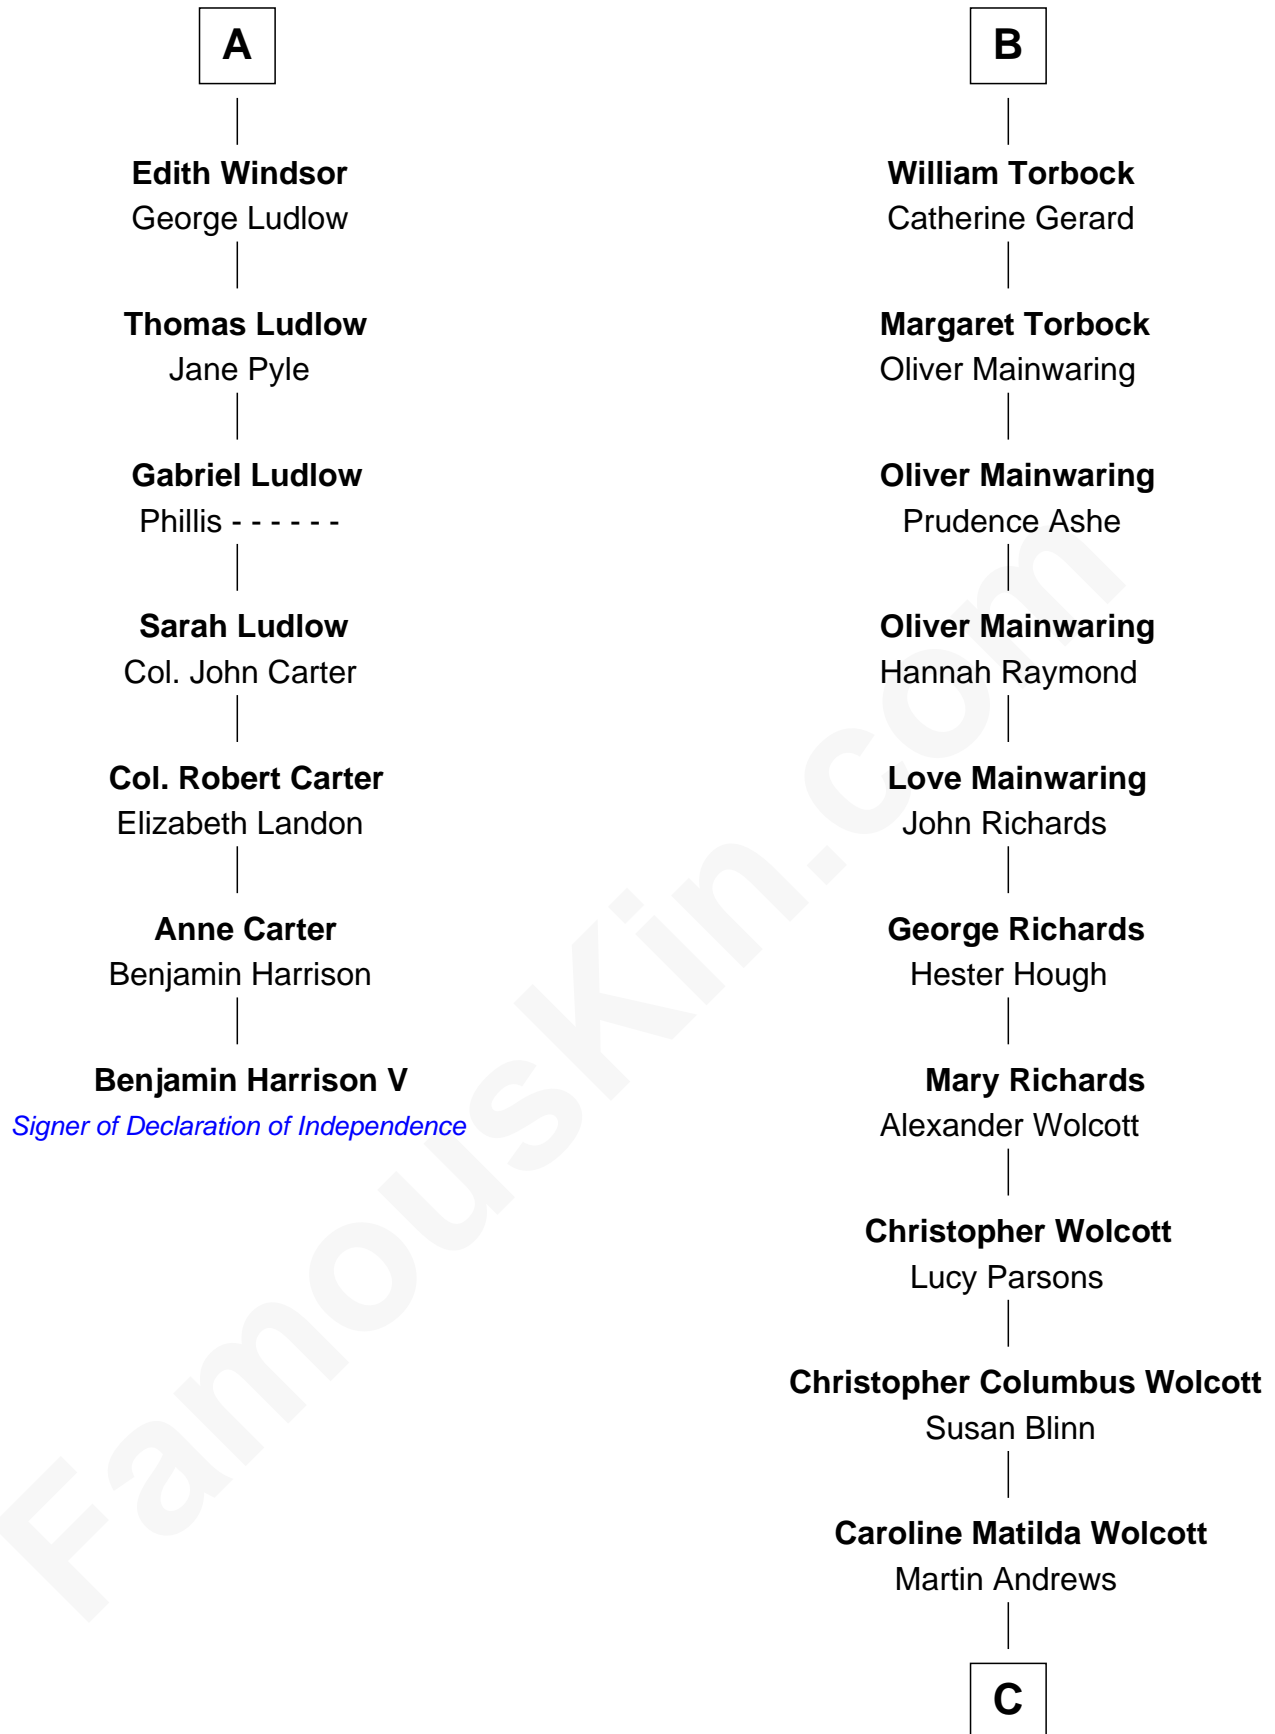 A
Edith Windsor
George Ludlow
Thomas Ludlow
Jane Pyle
Gabriel Ludlow
Phillis - - - - - -
Sarah Ludlow
Col. John Carter
Col. Robert Carter
Elizabeth Landon
Anne Carter
Benjamin Harrison
Benjamin Harrison V
Signer of Declaration of Independence
B
William Torbock
Catherine Gerard
Margaret Torbock
Oliver Mainwaring
Oliver Mainwaring
Prudence Ashe
Oliver Mainwaring
Hannah Raymond
Love Mainwaring
John Richards
George Richards
Hester Hough
Mary Richards
Alexander Wolcott
Christopher Wolcott
Lucy Parsons
Christopher Columbus Wolcott
Susan Blinn
Caroline Matilda Wolcott
Martin Andrews
C
FamousKin.com